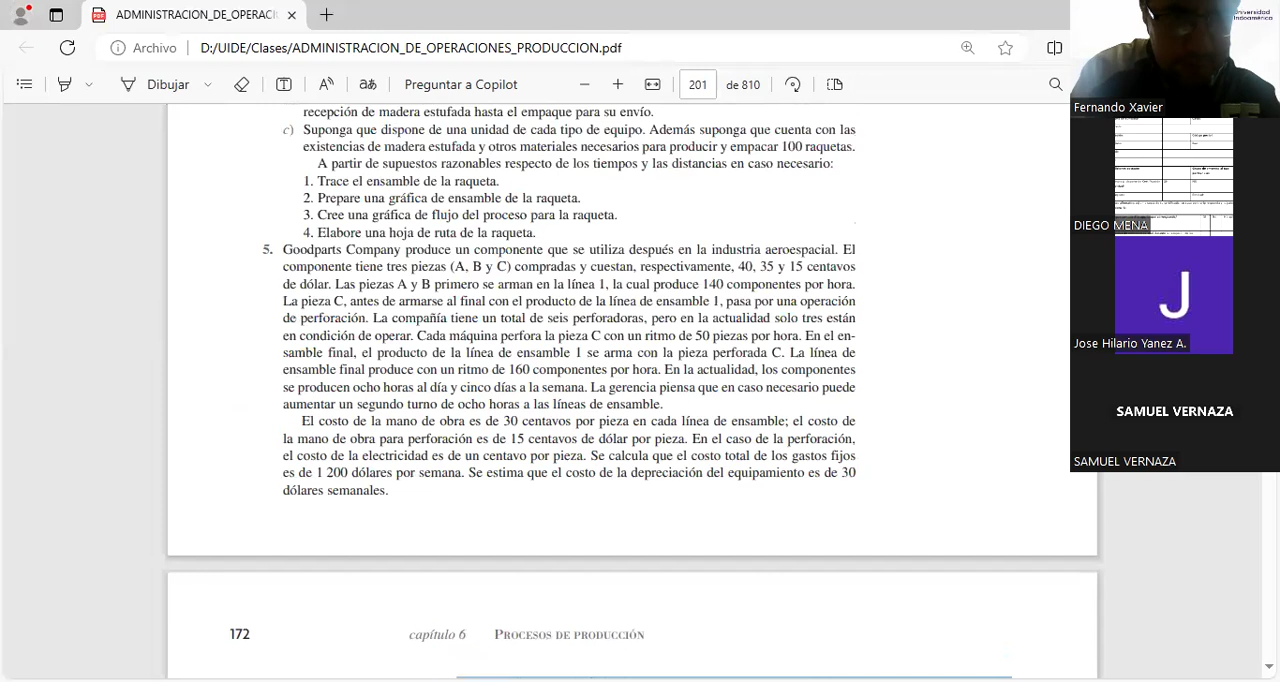 ADMINISTRACION_DE_OPERACI
Universidad
Indoamérica
Archivo
D:/UIDE/Clases/ADMINISTRACION_DE_OPERACIONES_PRODUCCION.pdf
Dibujar
Preguntar a Copilot
201
de 810
Fernando Xavier
DIEGO MENA
J
Jose Hilario Yanez A.
SAMUEL VERNAZA
SAMUEL VERNAZA
recepción de madera estufada hasta el empaque para su envío.
c) Suponga que dispone de una unidad de cada tipo de equipo. Además suponga que cuenta con las
existencias de madera estufada y otros materiales necesarios para producir y empacar 100 raquetas.
A partir de supuestos razonables respecto de los tiempos y las distancias en caso necesario:
1. Trace el ensamble de la raqueta.
2. Prepare una gráfica de ensamble de la raqueta.
3. Cree una gráfica de flujo del proceso para la raqueta.
4. Elabore una hoja de ruta de la raqueta.
5. Goodparts Company produce un componente que se utiliza después en la industria aeroespacial. El
componente tiene tres piezas (A, B y C) compradas y cuestan, respectivamente, 40, 35 y 15 centavos
de dólar. Las piezas A y B primero se arman en la línea 1, la cual produce 140 componentes por hora.
La pieza C, antes de armarse al final con el producto de la línea de ensamble 1, pasa por una operación
de perforación. La compañía tiene un total de seis perforadoras, pero en la actualidad solo tres están
en condición de operar. Cada máquina perfora la pieza C con un ritmo de 50 piezas por hora. En el en-
samble final, el producto de la línea de ensamble 1 se arma con la pieza perforada C. La línea de
ensamble final produce con un ritmo de 160 componentes por hora. En la actualidad, los componentes
se producen ocho horas al día y cinco días a la semana. La gerencia piensa que en caso necesario puede
aumentar un segundo turno de ocho horas a las líneas de ensamble.
El costo de la mano de obra es de 30 centavos por pieza en cada línea de ensamble; el costo de
la mano de obra para perforación es de 15 centavos de dólar por pieza. En el caso de la perforación,
el costo de la electricidad es de un centavo por pieza. Se calcula que el costo total de los gastos fijos
es de 1 200 dólares por semana. Se estima que el costo de la depreciación del equipamiento es de 30
dólares semanales.
172
capítulo 6
PROCESOS DE PRODUCCIÓN